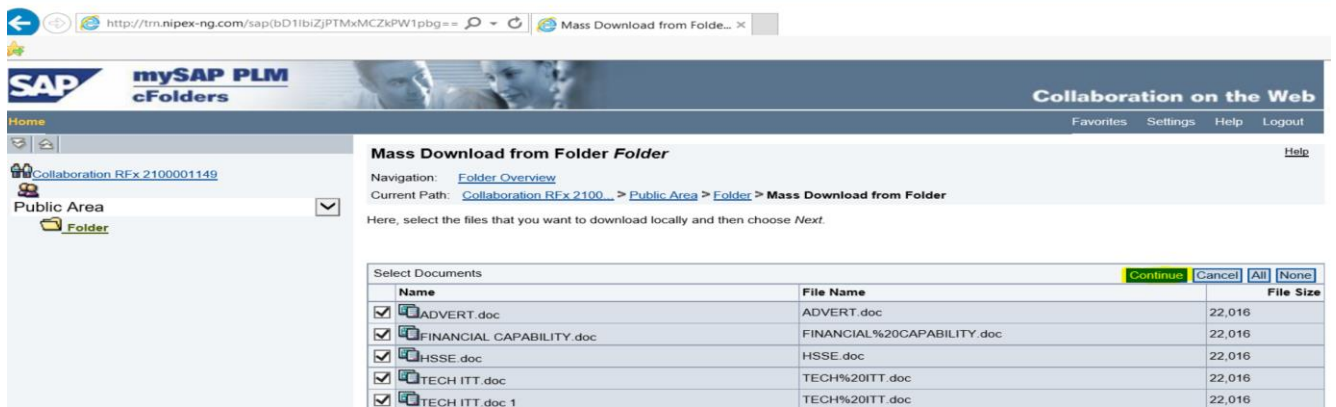 http://trn.nipex-ng.com/sap(bD1lbiZjPTMxMCZkPW1pbg==
Mass Download from Folde...
SAP mySAP PLM
cFolders
Collaboration on the Web
Home Favorites Settings Help Logout
Collaboration RFx 2100001149
Public Area
Folder
Mass Download from Folder Folder Help
Navigation: Folder Overview
Current Path: Collaboration RFx 2100... > Public Area > Folder > Mass Download from Folder
Here, select the files that you want to download locally and then choose Next.
Select Documents Continue Cancel All None
Name File Name File Size
ADVERT.doc ADVERT.doc 22,016
FINANCIAL CAPABILITY.doc FINANCIAL%20CAPABILITY.doc 22,016
HSSE.doc HSSE.doc 22,016
TECH ITT.doc TECH%20ITT.doc 22,016
TECH ITT.doc 1 TECH%20ITT.doc 22,016